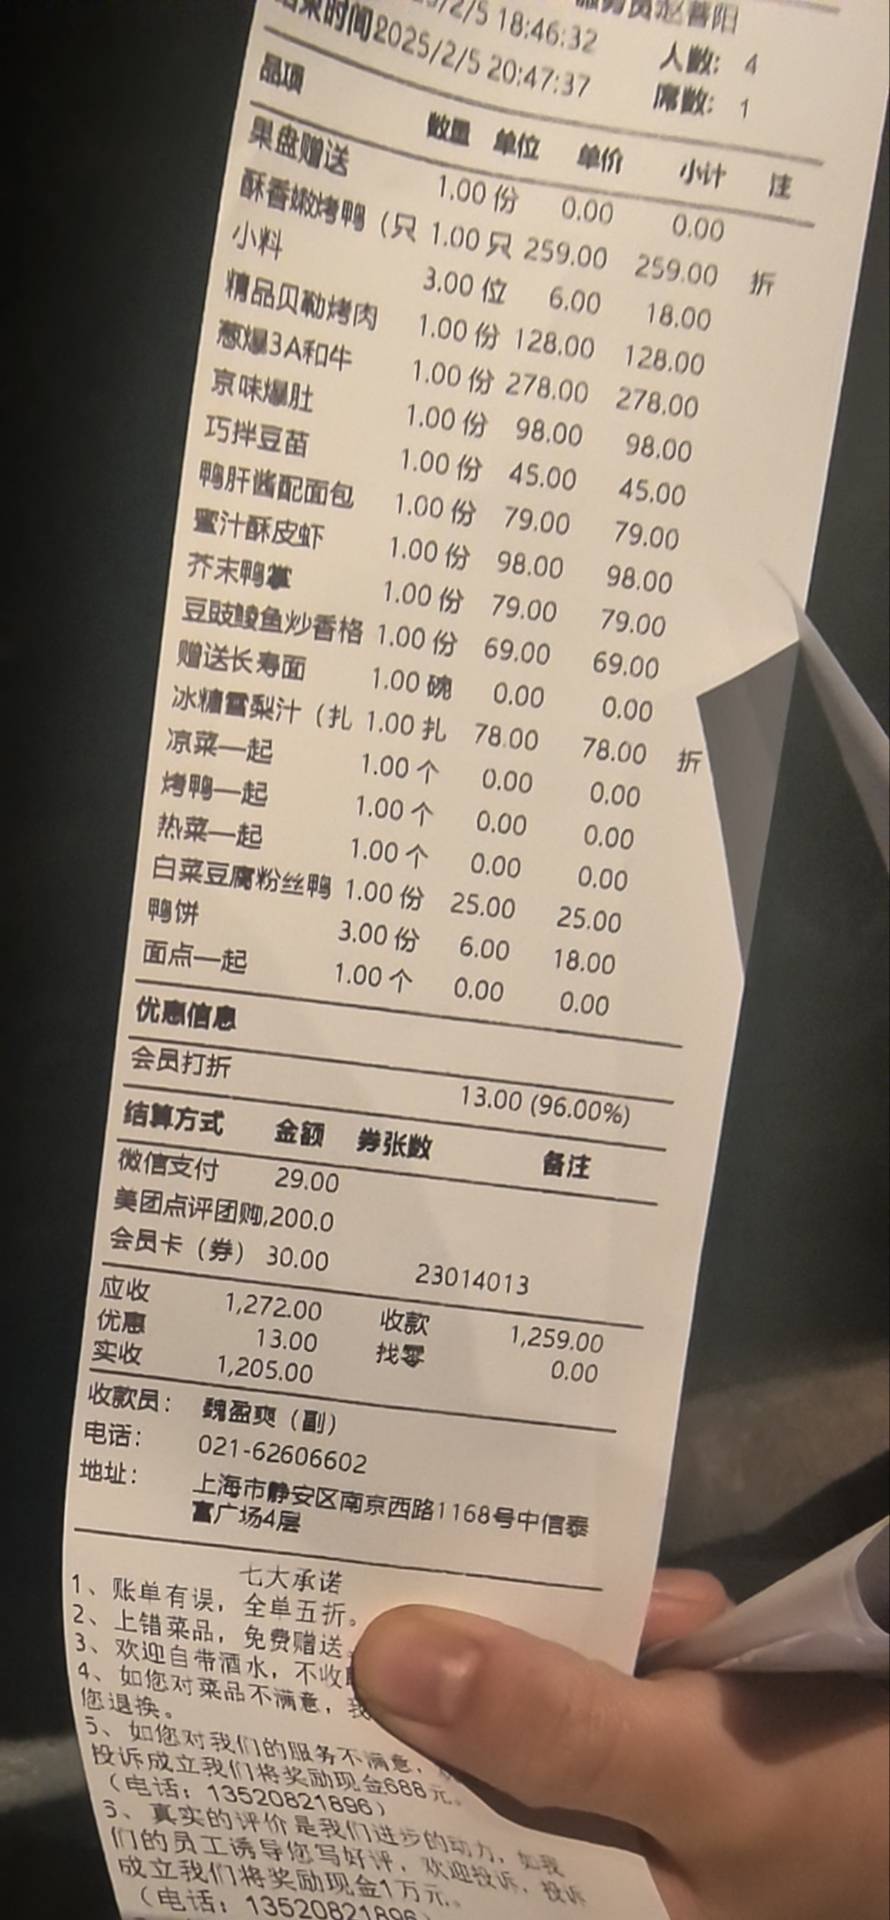 /2/5 18:46:32
人数: 4
结束时间2025/2/5 20:47:37
席数: 1
品项 数量 单位 单价 小计 注
果盘赠送 1.00 份 0.00 0.00
酥香嫩烤鸭（只 1.00 只 259.00 259.00 折
小料 3.00 位 6.00 18.00
精品贝勒烤肉 1.00 份 128.00 128.00
葱爆3A和牛 1.00 份 278.00 278.00
京味爆肚 1.00 份 98.00 98.00
巧拌豆苗 1.00 份 45.00 45.00
鸭肝酱配面包 1.00 份 79.00 79.00
蜜汁酥皮虾 1.00 份 98.00 98.00
芥末鸭掌 1.00 份 79.00 79.00
豆豉鲮鱼炒香格 1.00 份 69.00 69.00
赠送长寿面 1.00 碗 0.00 0.00
冰糖雪梨汁（扎 1.00 扎 78.00 78.00 折
凉菜一起 1.00 个 0.00 0.00
烤鸭一起 1.00 个 0.00 0.00
热菜一起 1.00 个 0.00 0.00
白菜豆腐粉丝鸭 1.00 份 25.00 25.00
鸭饼 3.00 份 6.00 18.00
面点一起 1.00 个 0.00 0.00
优惠信息
会员打折 13.00 (96.00%)
结算方式 金额 券张数 备注
微信支付 29.00
美团点评团购,200.0
会员卡（券） 30.00 23014013
应收 1,272.00 收款 1,259.00
优惠 13.00 找零 0.00
实收 1,205.00
收款员: 魏盈爽（副）
电话: 021-62606602
地址: 上海市静安区南京西路1168号中信泰
富广场4层
七大承诺
1、账单有误，全单五折。
2、上错菜品，免费赠送
3、欢迎自带酒水，不收
4、如您对菜品不满意，我
您退换。
5、如您对我们的服务不满意，
投诉成立我们将奖励现金688元。
（电话：13520821896）
6、真实的评价是我们进步的动力，如我
们的员工诱导您写好评，欢迎投诉，投诉
成立我们将奖励现金1万元。
（电话：13520821896）